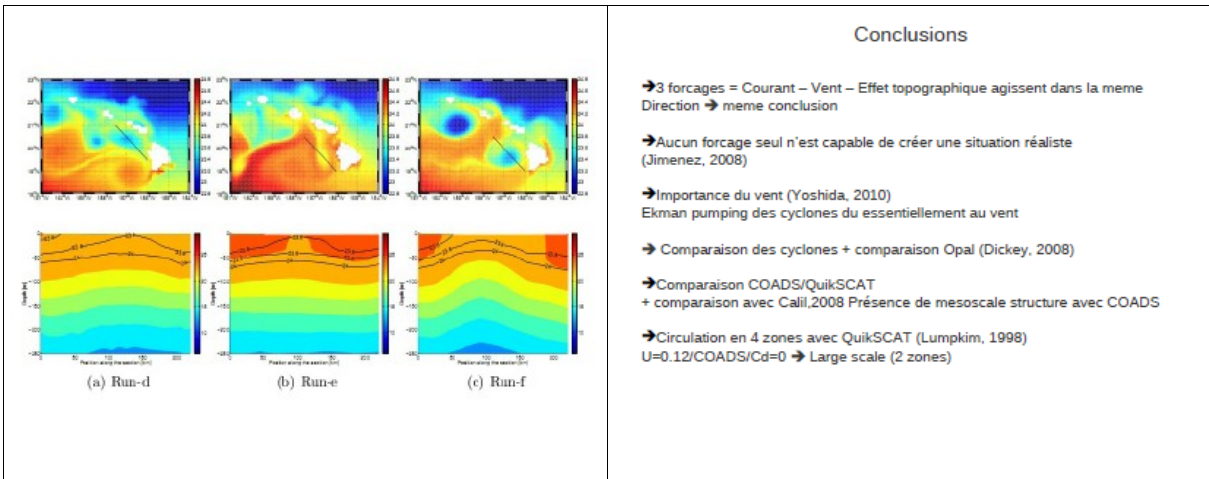 (a) Run-d
(b) Run-e
(c) Run-f
Conclusions
➔3 forcages = Courant – Vent – Effet topographique agissent dans la meme
Direction ➔ meme conclusion
➔Aucun forcage seul n'est capable de créer une situation réaliste
(Jimenez, 2008)
➔Importance du vent (Yoshida, 2010)
Ekman pumping des cyclones du essentiellement au vent
➔ Comparaison des cyclones + comparaison Opal (Dickey, 2008)
➔Comparaison COADS/QuikSCAT
+ comparaison avec Calil,2008 Présence de mesoscale structure avec COADS
➔Circulation en 4 zones avec QuikSCAT (Lumpkim, 1998)
U=0.12/COADS/Cd=0 ➔ Large scale (2 zones)